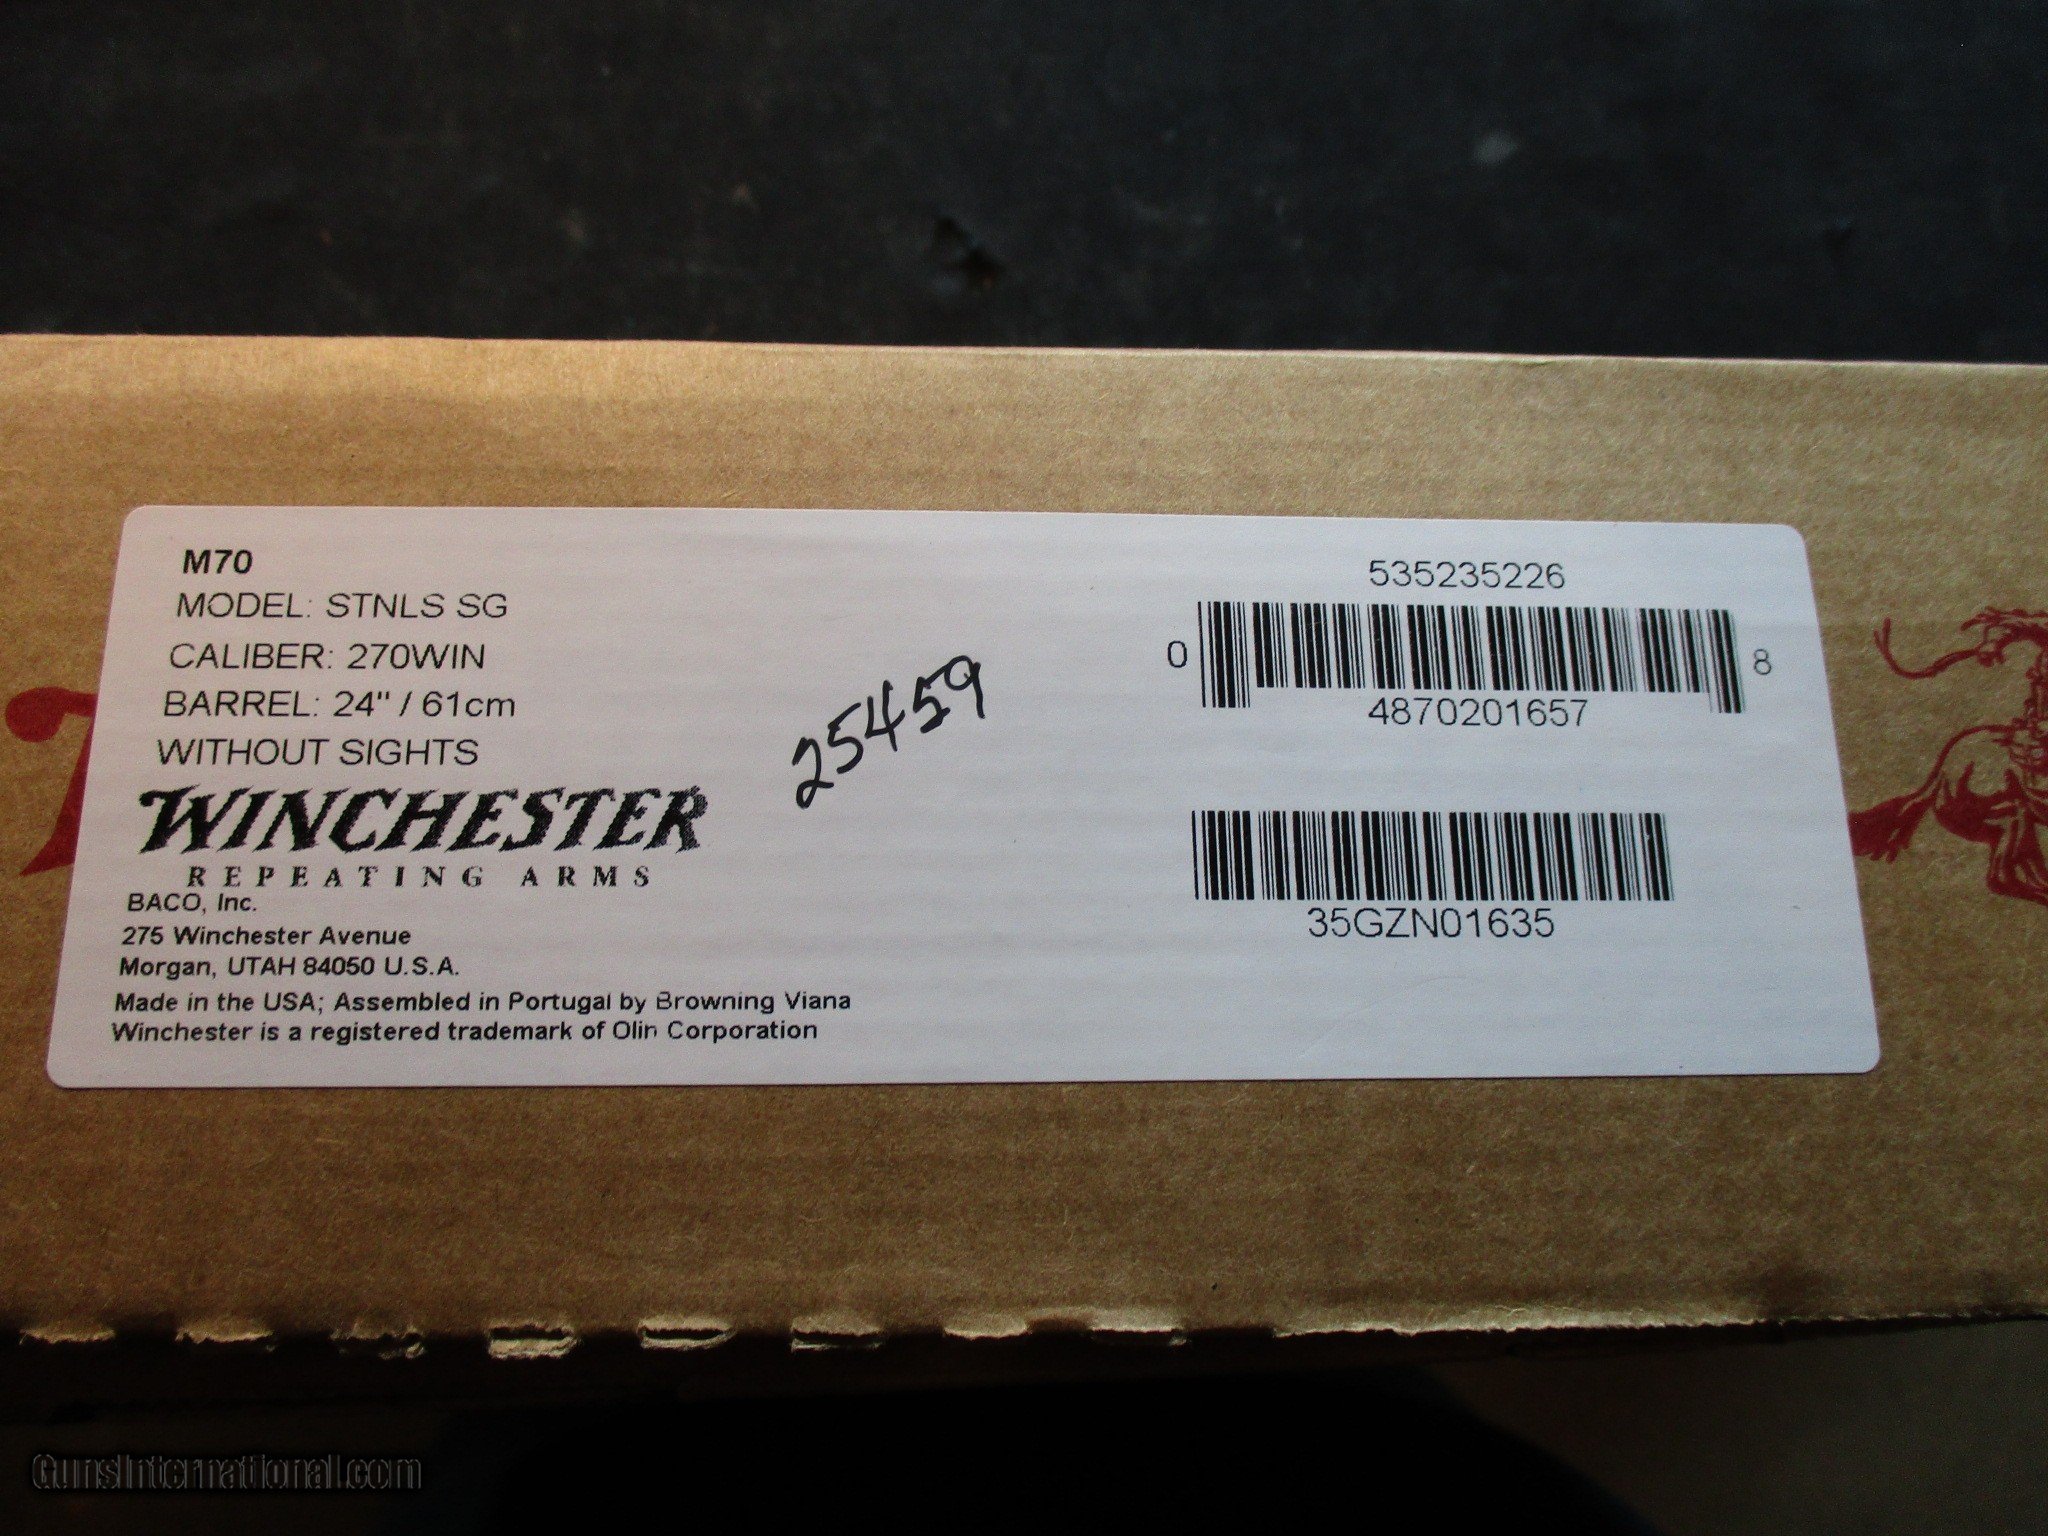 M70
MODEL: STNLS SG
CALIBER: 270WIN
BARREL: 24" / 61cm
WITHOUT SIGHTS
WINCHESTER
REPEATING ARMS
BACO, Inc.
275 Winchester Avenue
Morgan, UTAH 84050 U.S.A.
Made in the USA; Assembled in Portugal by Browning Viana
Winchester is a registered trademark of Olin Corporation
25459
535235226
0 4870201657 8
35GZN01635
GunsInternational.com